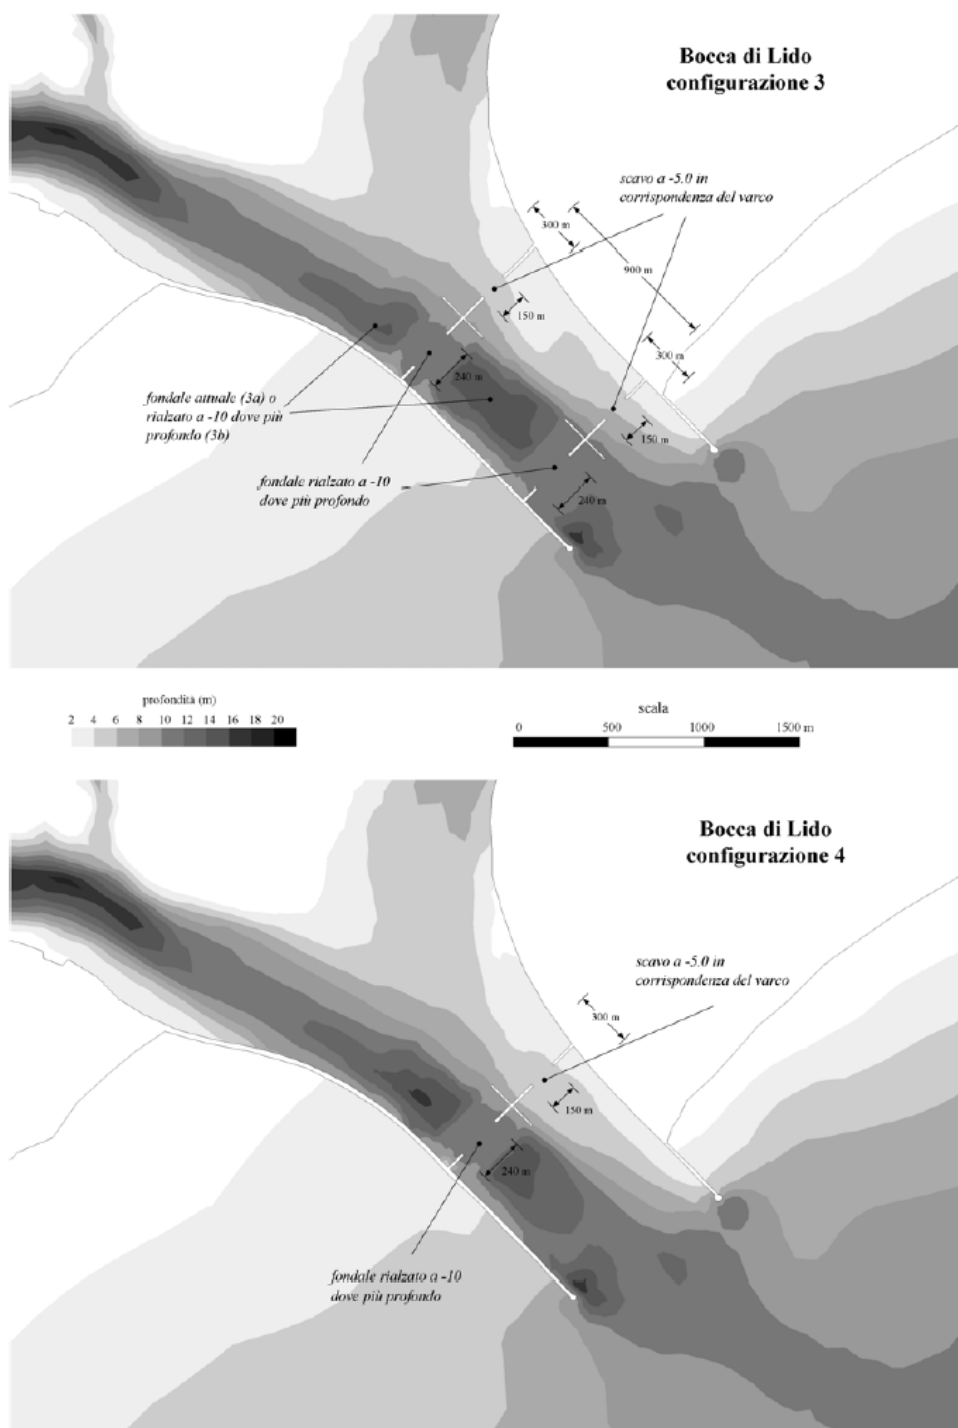 Bocca di Lido
configurazione 3
scavo a -5.0 in
corrispondenza del varco
300 m
900 m
150 m
300 m
240 m
150 m
fondale attuale (3a) o
rialzato a -10 dove più
profondo (3b)
fondale rialzato a -10
dove più profondo
240 m
profondità (m)
2 4 6 8 10 12 14 16 18 20
scala
0 500 1000 1500 m
Bocca di Lido
configurazione 4
scavo a -5.0 in
corrispondenza del varco
300 m
150 m
240 m
fondale rialzato a -10
dove più profondo